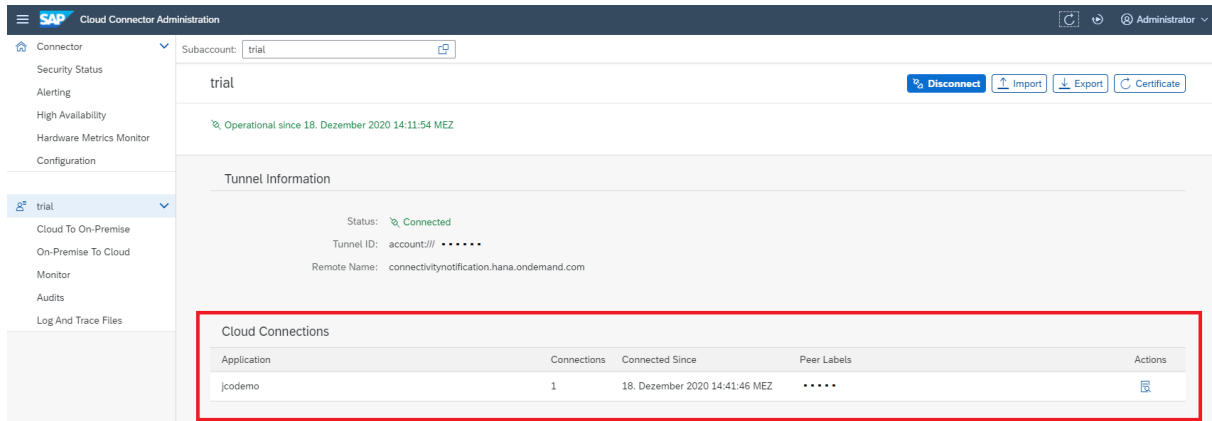 SAP Cloud Connector Administration
Administrator
Connector
Security Status
Alerting
High Availability
Hardware Metrics Monitor
Configuration
trial
Cloud To On-Premise
On-Premise To Cloud
Monitor
Audits
Log And Trace Files
Subaccount: trial
trial
Disconnect Import Export Certificate
Operational since 18. Dezember 2020 14:11:54 MEZ
Tunnel Information
Status: Connected
Tunnel ID: account:/// ••••••
Remote Name: connectivitynotification.hana.ondemand.com
Cloud Connections
Application Connections Connected Since Peer Labels Actions
jcodemo 1 18. Dezember 2020 14:41:46 MEZ •••••